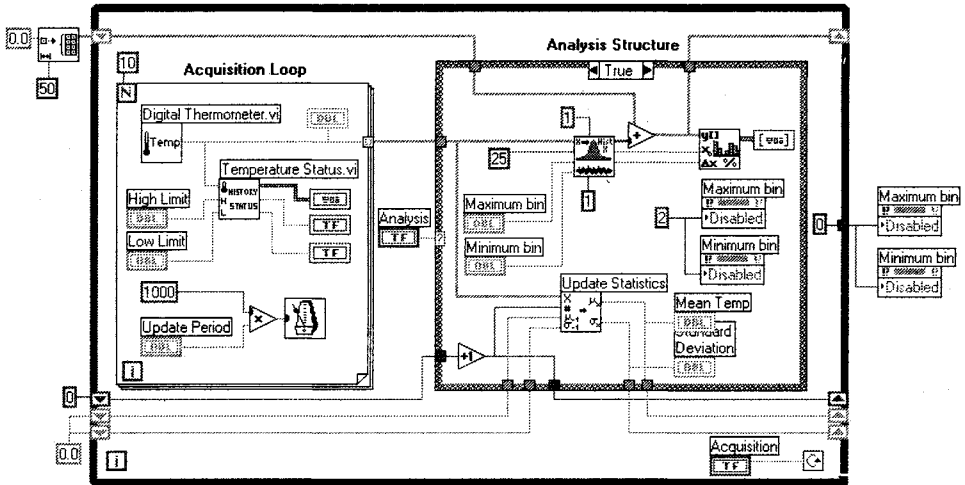 0.0
50
Acquisition Loop
10
N
Digital Thermometer.vi
Temp
DBL
Temperature Status.vi
HISTORY
H STATUS
L
High Limit
DBL
Low Limit
DBL
TF
TF
1000
Update Period
DBL
x
i
Analysis
TF
Analysis Structure
True
1
25
1
+
Maximum bin
DBL
Minimum bin
DBL
y[]
Xo
Δx %
2
Maximum bin
Disabled
Minimum bin
Disabled
Update Statistics
Mean Temp
DBL
Standard
Deviation
DBL
+1
?
0
Maximum bin
Disabled
Minimum bin
Disabled
0
0.0
i
Acquisition
TF